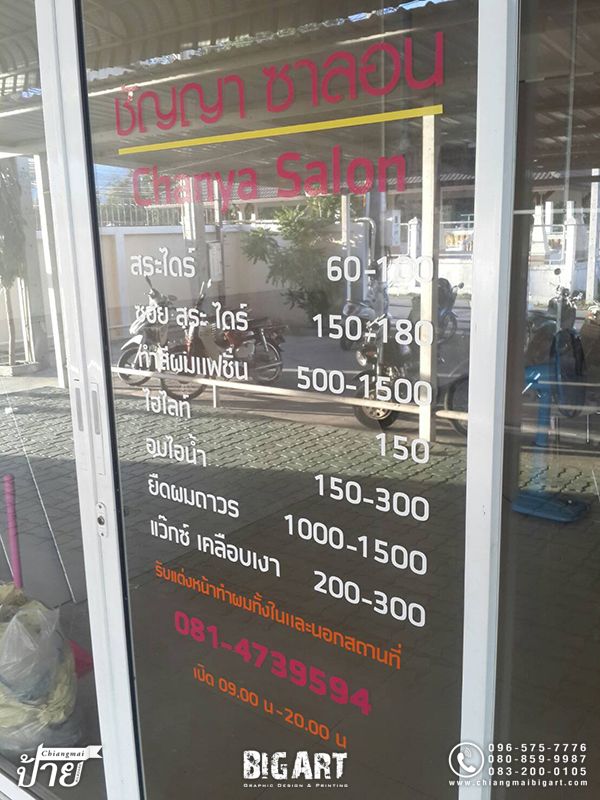 ชัญญา ซาลอน
Chanya Salon
สระไดร์ 60-100
ซอย สระ ไดร์ 150-180
ทำสีผมแฟชั่น 500-1500
ไฮไลท์ 150
อบไอน้ำ 150-300
ยืดผมถาวร 1000-1500
แว๊กซ์ เคลือบเงา 200-300
รับแต่งหน้าทำผมทั้งในและนอกสถานที่
081-4739594
เปิด 09.00 น -20.00 น
Chiangmai
ป้าย
BIGART
GRAPHIC DESIGN & PRINTING
096-575-7776
080-859-9987
083-200-0105
www.chiangmaibigart.com